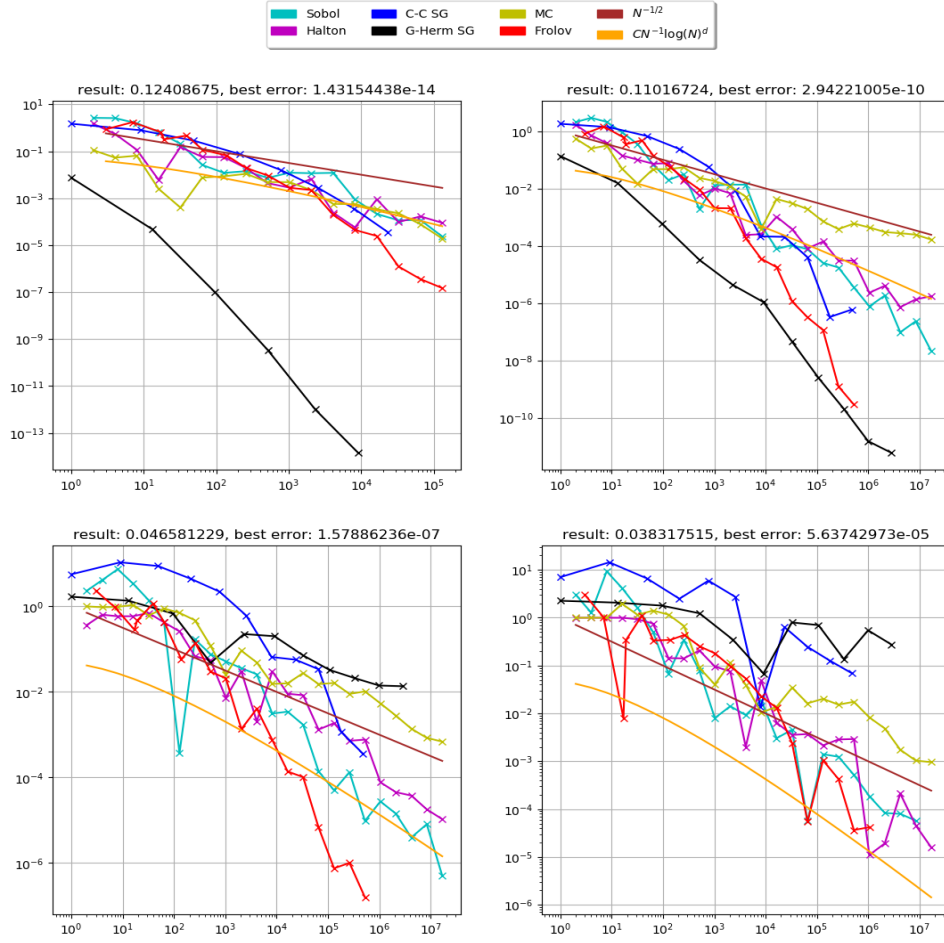 Sobol C-C SG MC N^{-1/2}
Halton G-Herm SG Frolov CN^{-1}log(N)^d
result: 0.12408675, best error: 1.43154438e-14
10^1
10^{-1}
10^{-3}
10^{-5}
10^{-7}
10^{-9}
10^{-11}
10^{-13}
10^0 10^1 10^2 10^3 10^4 10^5
result: 0.11016724, best error: 2.94221005e-10
10^0
10^{-2}
10^{-4}
10^{-6}
10^{-8}
10^{-10}
10^0 10^1 10^2 10^3 10^4 10^5 10^6 10^7
result: 0.046581229, best error: 1.57886236e-07
10^0
10^{-2}
10^{-4}
10^{-6}
10^0 10^1 10^2 10^3 10^4 10^5 10^6 10^7
result: 0.038317515, best error: 5.63742973e-05
10^1
10^0
10^{-1}
10^{-2}
10^{-3}
10^{-4}
10^{-5}
10^{-6}
10^0 10^1 10^2 10^3 10^4 10^5 10^6 10^7